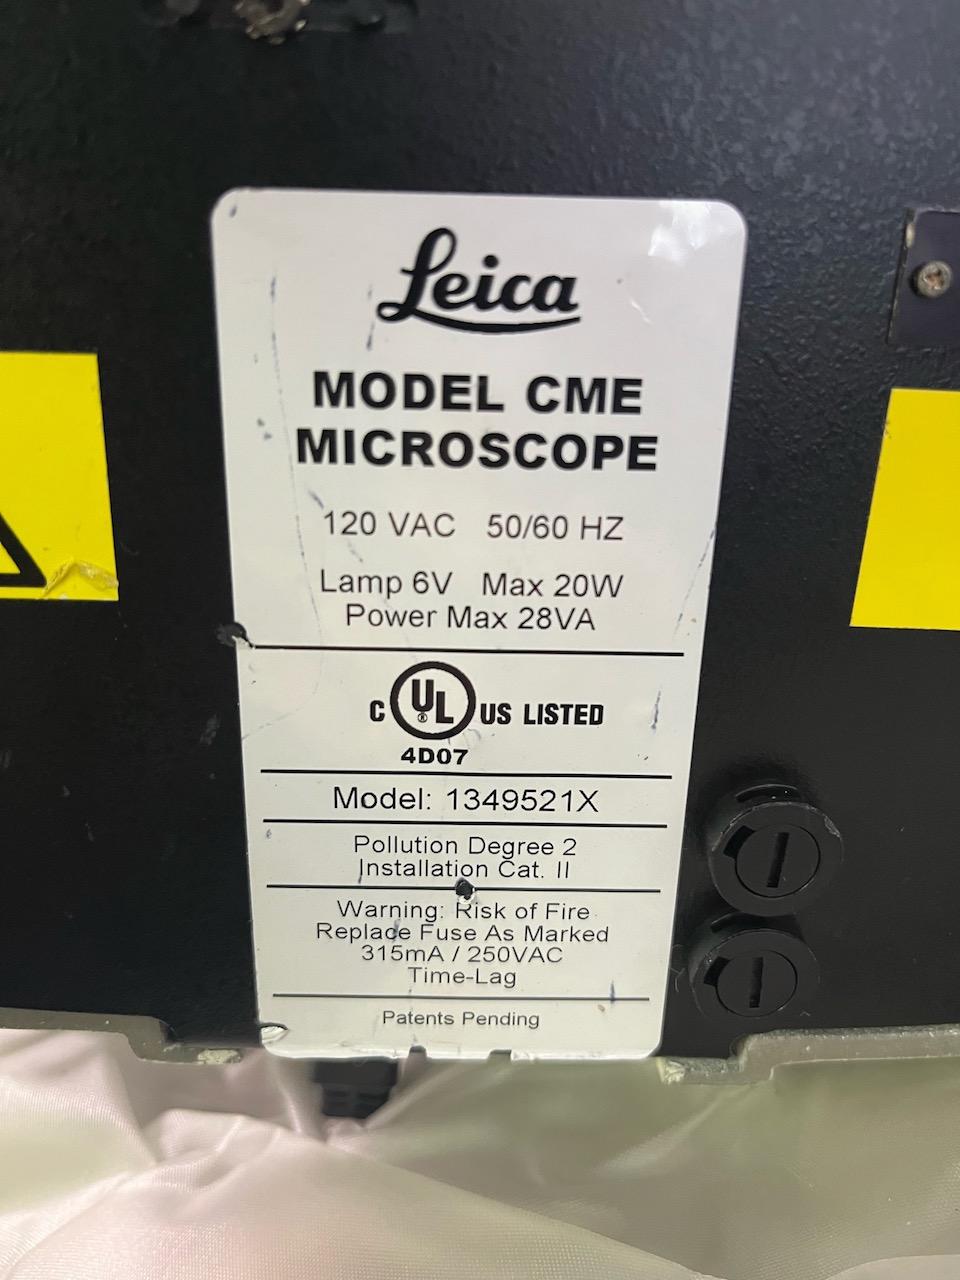 Leica
MODEL CME
MICROSCOPE
120 VAC 50/60 HZ
Lamp 6V Max 20W
Power Max 28VA
C UL ® US LISTED
4D07
Model: 1349521X
Pollution Degree 2
Installation Cat. II
Warning: Risk of Fire
Replace Fuse As Marked
315mA / 250VAC
Time-Lag
Patents Pending